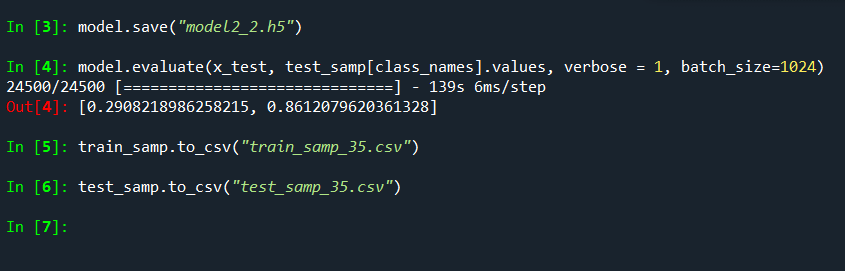 In [3]: model.save("model2_2.h5")
In [4]: model.evaluate(x_test, test_samp[class_names].values, verbose = 1, batch_size=1024)
24500/24500 [==============================] - 139s 6ms/step
Out[4]: [0.2908218986258215, 0.8612079620361328]
In [5]: train_samp.to_csv("train_samp_35.csv")
In [6]: test_samp.to_csv("test_samp_35.csv")
In [7]: